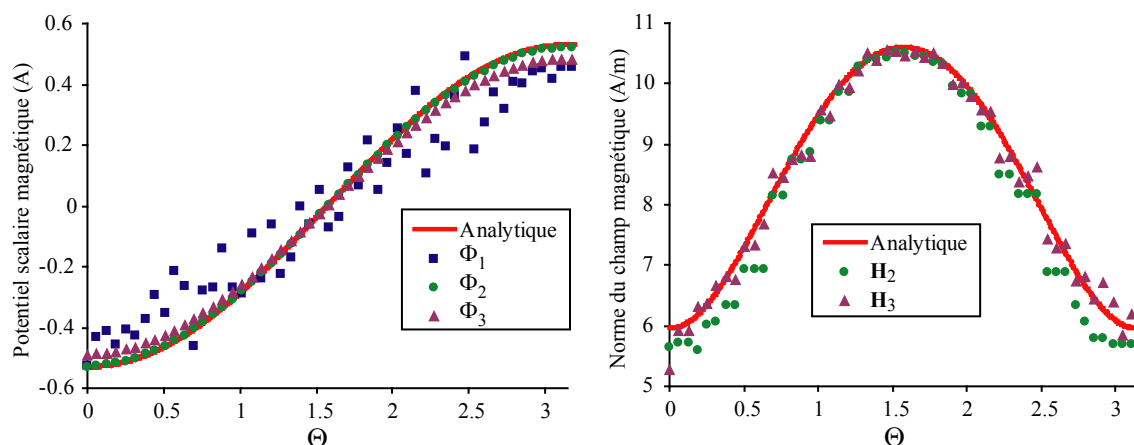 Potentiel scalaire magnétique (A)
0.6
0.4
0.2
0
-0.2
-0.4
-0.6
0
0.5
1
1.5
2
2.5
3
Θ
Analytique
Φ1
Φ2
Φ3
Norme du champ magnétique (A/m)
11
10
9
8
7
6
5
0
0.5
1
1.5
2
2.5
3
Θ
Analytique
H2
H3